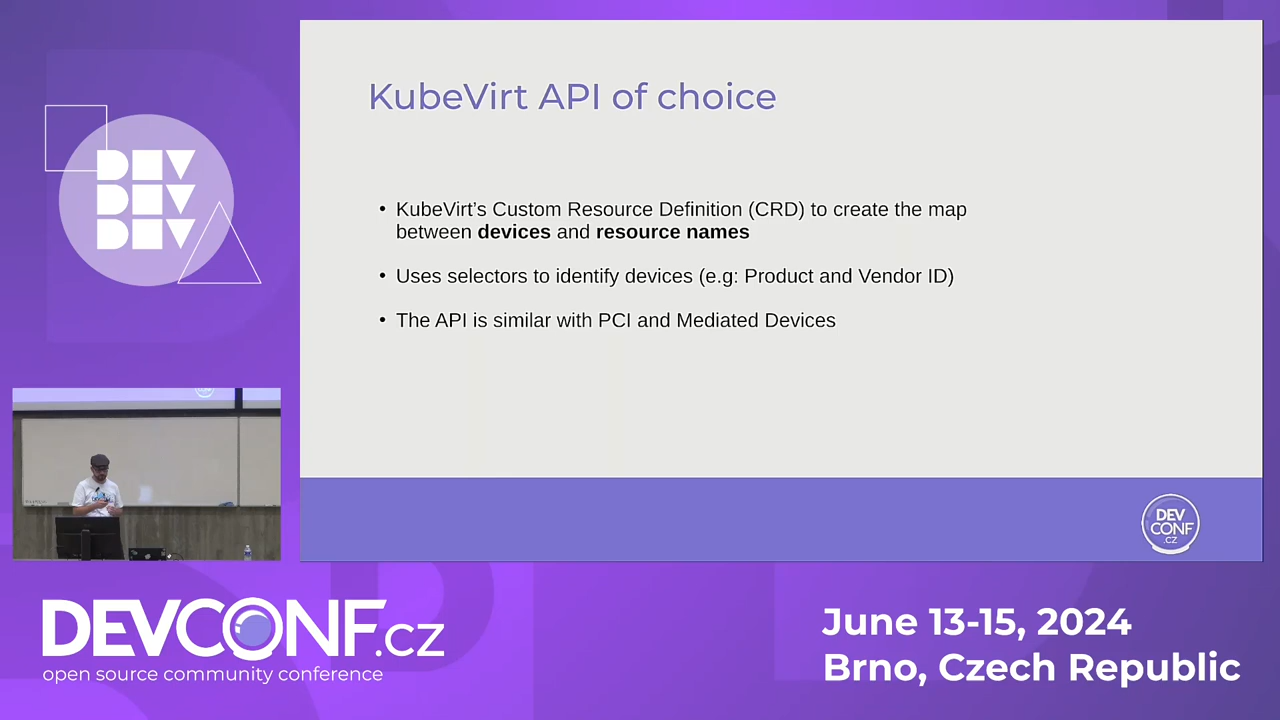 DEV
DEV
DEV
KubeVirt API of choice
• KubeVirt's Custom Resource Definition (CRD) to create the map
between devices and resource names
• Uses selectors to identify devices (e.g: Product and Vendor ID)
• The API is similar with PCI and Mediated Devices
DEV
CONF
.CZ
DEVCONF.cz
open source community conference
June 13-15, 2024
Brno, Czech Republic